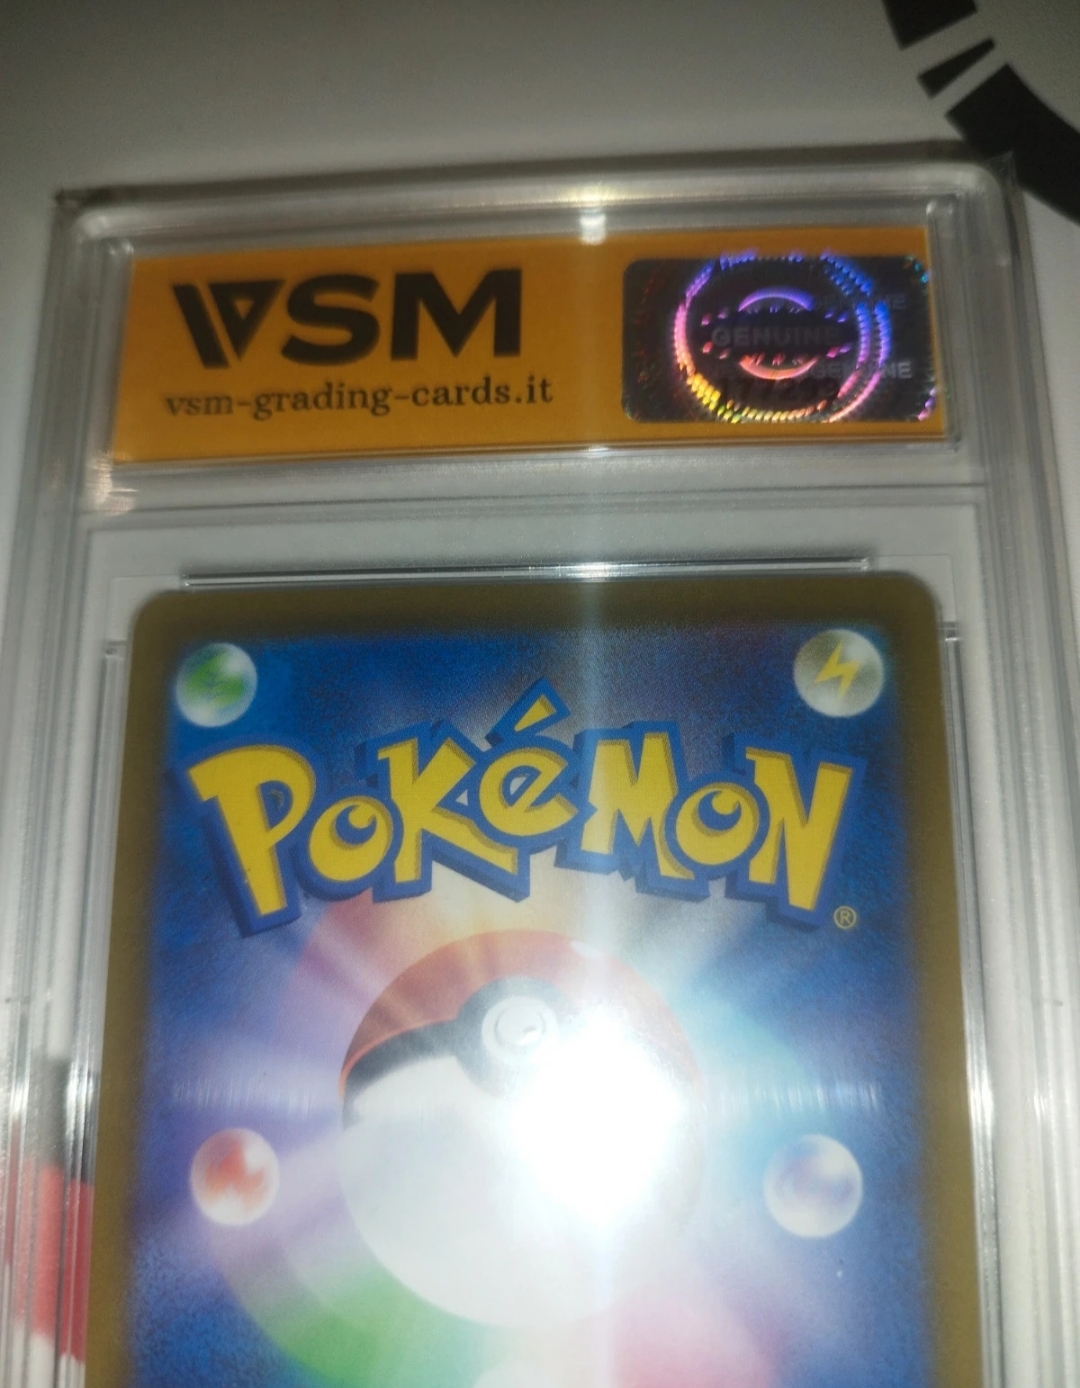 VSM
vsm-grading-cards.it
GENUINE
POKéMON
®